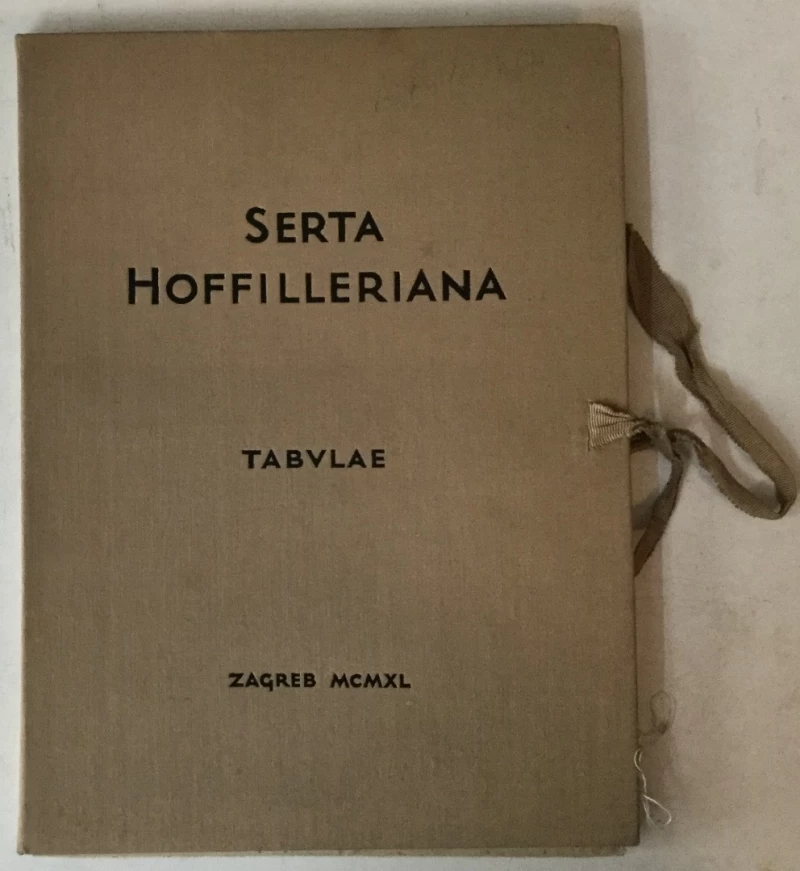 SERTA
HOFFILLERIANA
TABVLAE
ZAGREB MCMXL